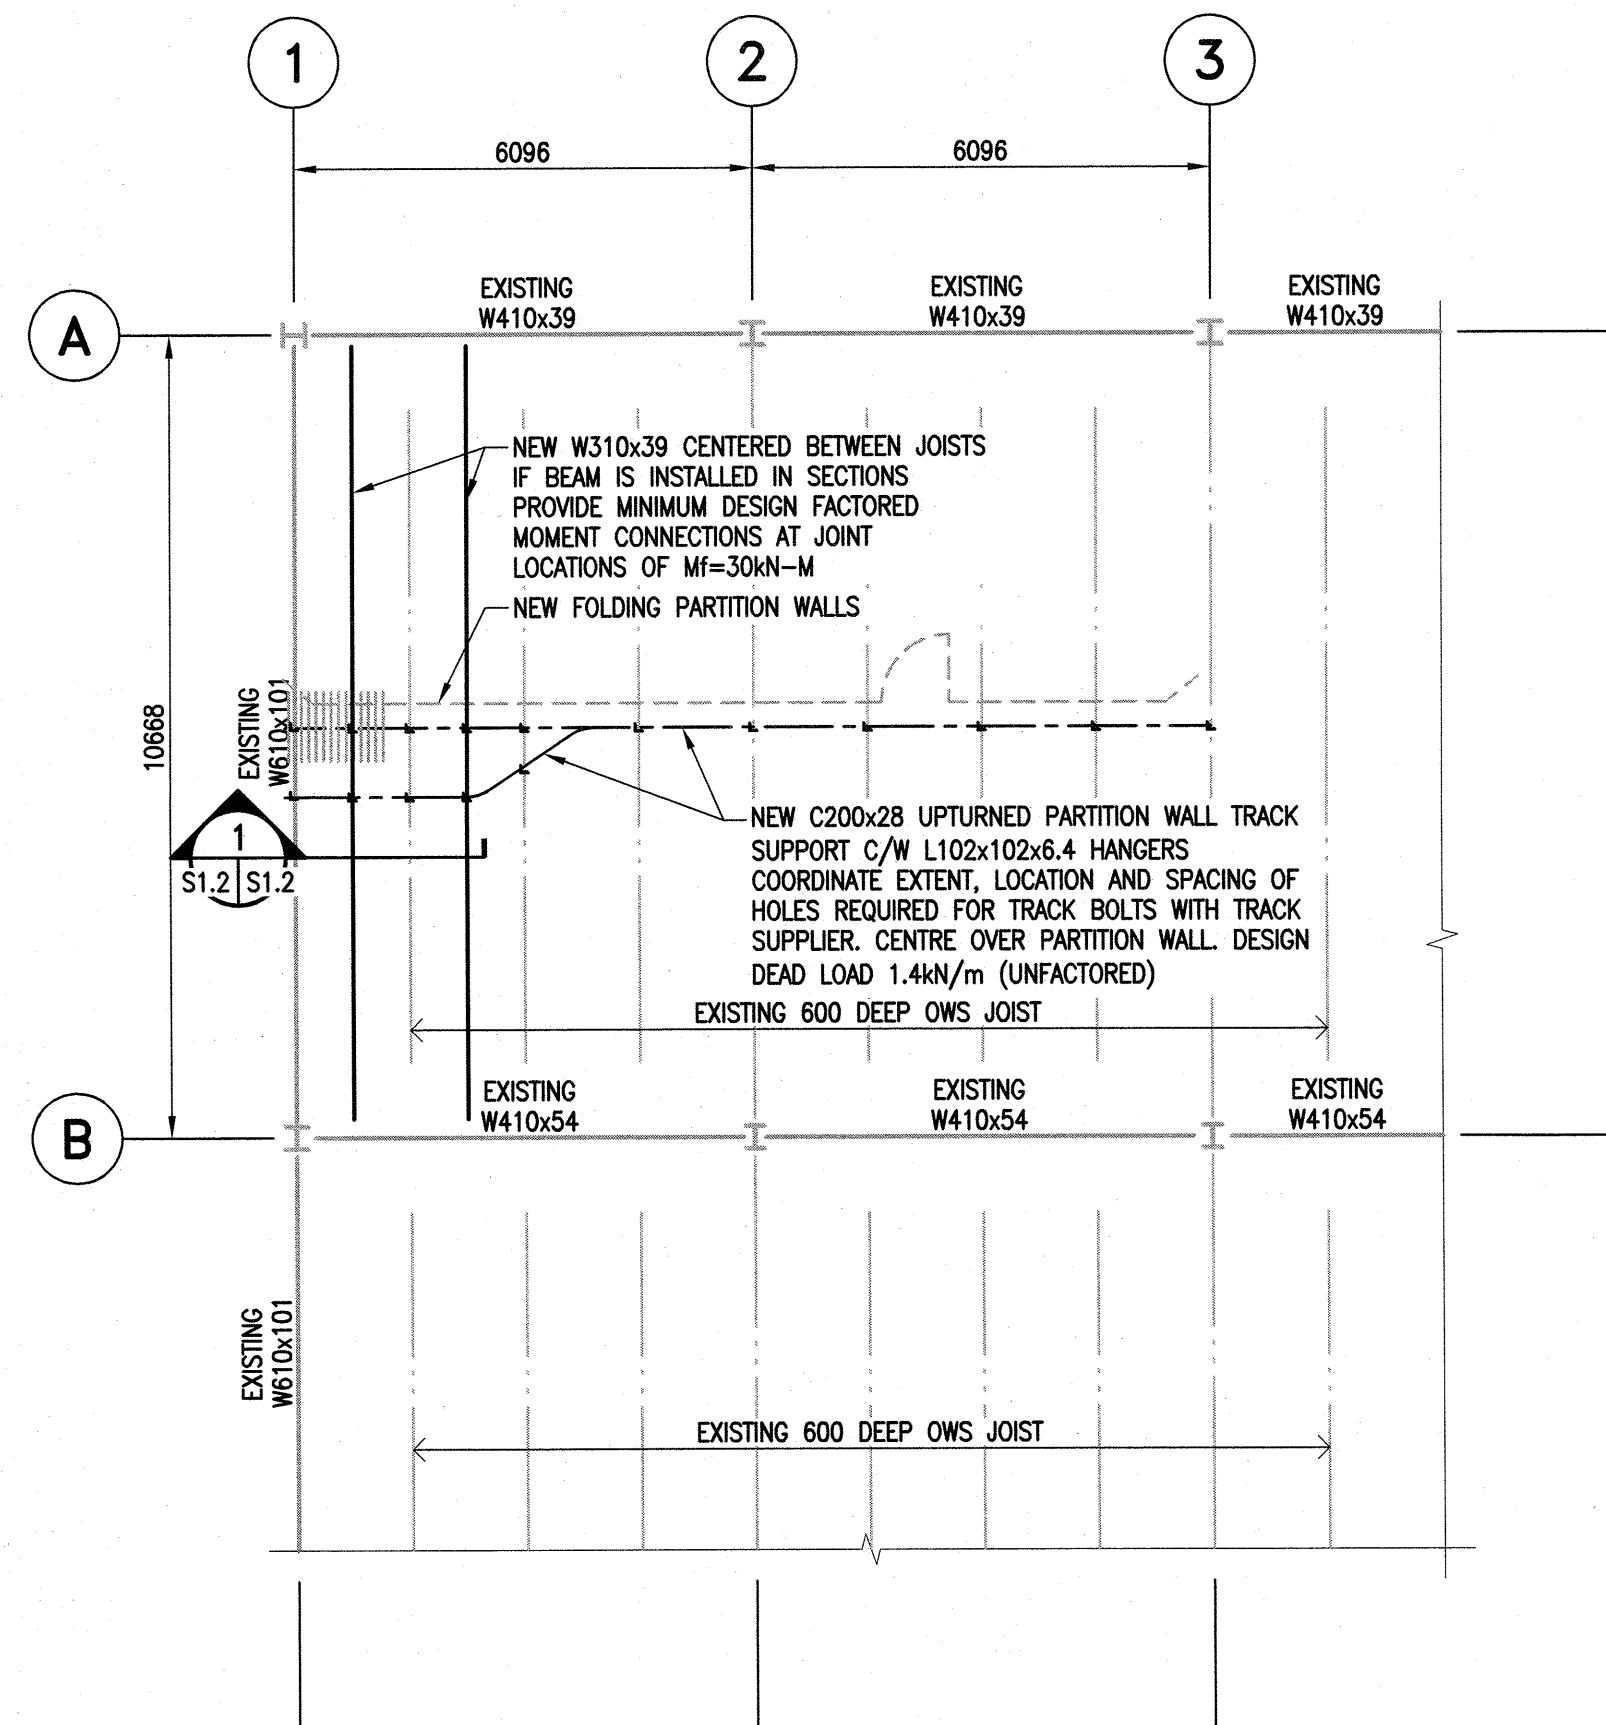 1
2
3
6096
6096
EXISTING
W410x39
EXISTING
W410x39
EXISTING
W410x39
A
NEW W310x39 CENTERED BETWEEN JOISTS
IF BEAM IS INSTALLED IN SECTIONS
PROVIDE MINIMUM DESIGN FACTORED
MOMENT CONNECTIONS AT JOINT
LOCATIONS OF Mf=30kN-M
NEW FOLDING PARTITION WALLS
10668
EXISTING
W610x101
1
S1.2
S1.2
NEW C200x28 UPTURNED PARTITION WALL TRACK
SUPPORT C/W L102x102x6.4 HANGERS
COORDINATE EXTENT, LOCATION AND SPACING OF
HOLES REQUIRED FOR TRACK BOLTS WITH TRACK
SUPPLIER. CENTRE OVER PARTITION WALL. DESIGN
DEAD LOAD 1.4kN/m (UNFACTORED)
EXISTING 600 DEEP OWS JOIST
EXISTING
W410x54
EXISTING
W410x54
EXISTING
W410x54
B
EXISTING
W610x101
EXISTING 600 DEEP OWS JOIST